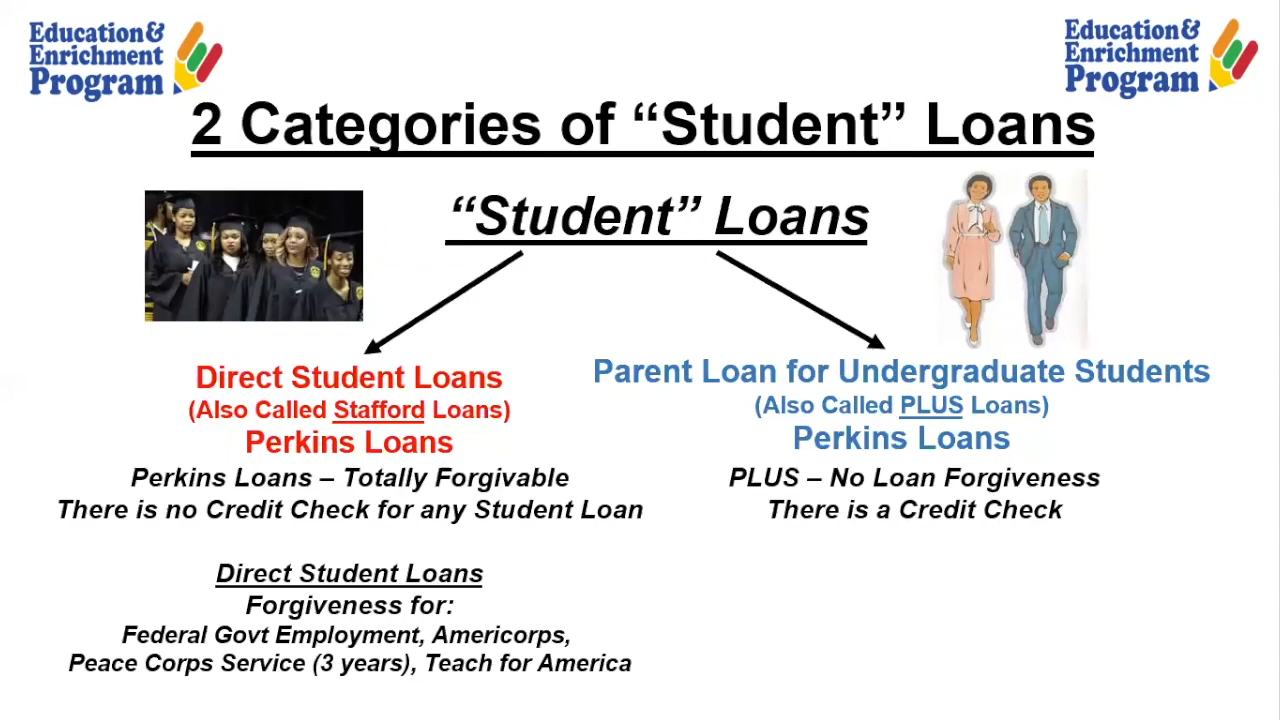 Education&
Enrichment
Program
Education&
Enrichment
Program
2 Categories of “Student” Loans
“Student” Loans
Direct Student Loans
(Also Called Stafford Loans)
Perkins Loans
Perkins Loans – Totally Forgivable
There is no Credit Check for any Student Loan
Direct Student Loans
Forgiveness for:
Federal Govt Employment, Americorps,
Peace Corps Service (3 years), Teach for America
Parent Loan for Undergraduate Students
(Also Called PLUS Loans)
Perkins Loans
PLUS – No Loan Forgiveness
There is a Credit Check